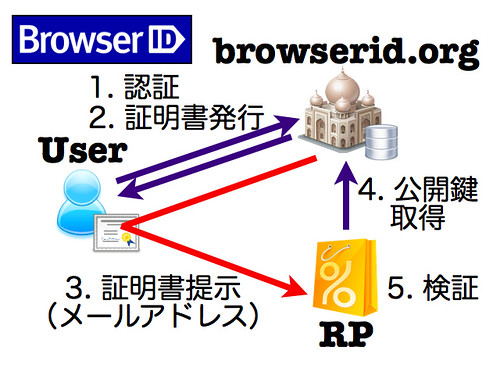 Browser ID
browserid.org
1. 認証
2. 証明書発行
User
4. 公開鍵
取得
3. 証明書提示
（メールアドレス）
5. 検証
RP